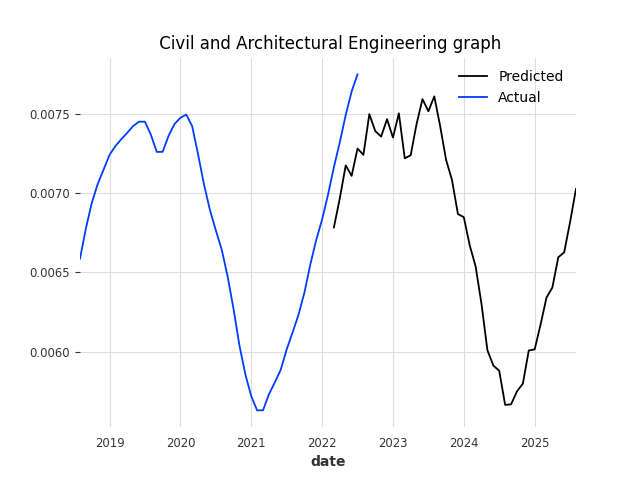 Civil and Architectural Engineering graph
Predicted
Actual
0.0075
0.0070
0.0065
0.0060
2019 2020 2021 2022 2023 2024 2025
date